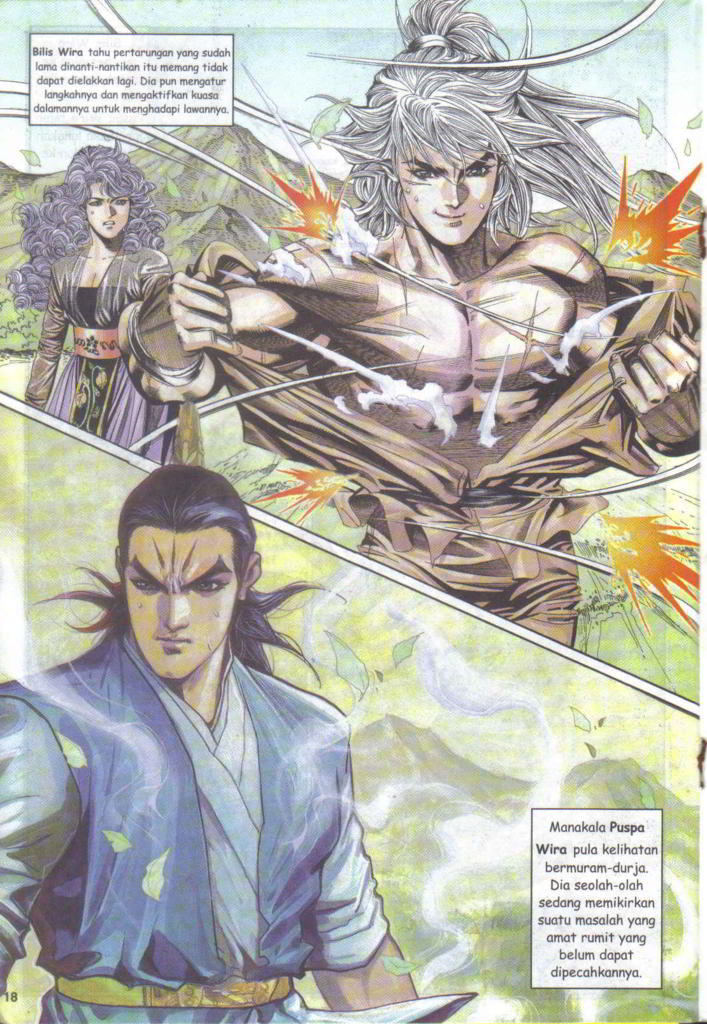 Bilis Wira tahu pertarungan yang sudah
lama dinanti-nantikan itu memang tidak
dapat dielakkan lagi. Dia pun mengatur
langkahnya dan mengaktifkan kuasa
dalamannya untuk menghadapi lawannya.
Manakala Puspa
Wira pula kelihatan
bermuram-durja.
Dia seolah-olah
sedang memikirkan
suatu masalah yang
amat rumit yang
belum dapat
dipecahkannya.
18